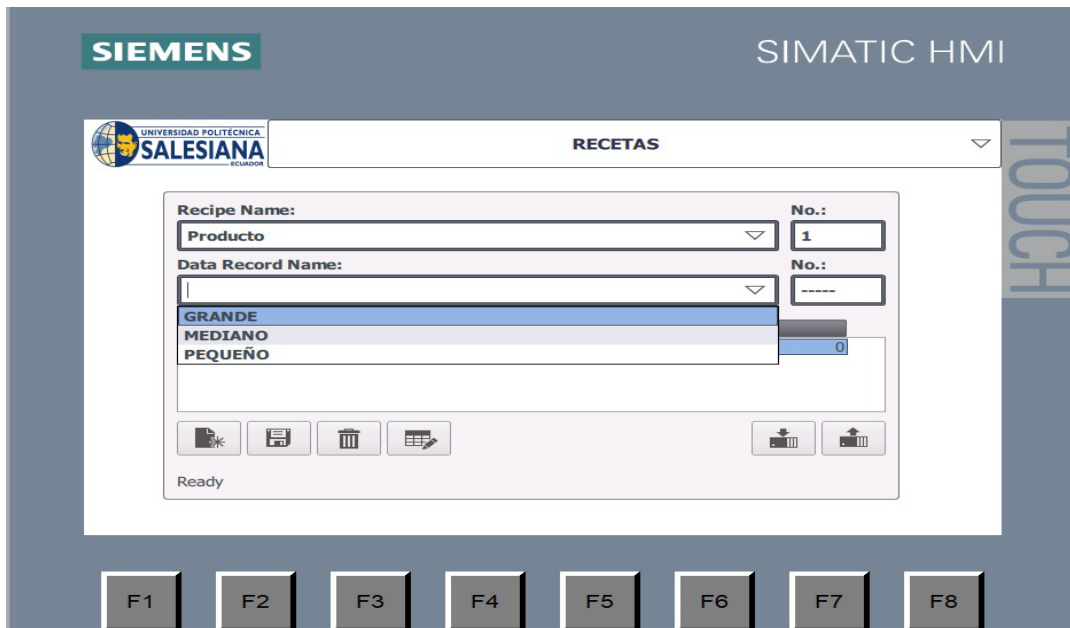 SIEMENS
SIMATIC HMI
TOUCH
UNIVERSIDAD POLITÉCNICA
SALESIANA
ECUADOR
RECETAS
Recipe Name:
No.:
Producto
1
Data Record Name:
No.:
-----
GRANDE
MEDIANO
PEQUEÑO
0
Ready
F1 F2 F3 F4 F5 F6 F7 F8